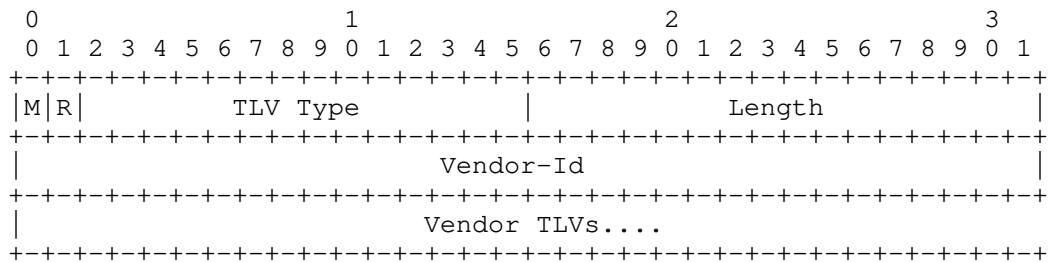 0                   1                   2                   3
 0 1 2 3 4 5 6 7 8 9 0 1 2 3 4 5 6 7 8 9 0 1 2 3 4 5 6 7 8 9 0 1
+-+-+-+-+-+-+-+-+-+-+-+-+-+-+-+-+-+-+-+-+-+-+-+-+-+-+-+-+-+-+-+-+
|M|R|         TLV Type          |            Length             |
+-+-+-+-+-+-+-+-+-+-+-+-+-+-+-+-+-+-+-+-+-+-+-+-+-+-+-+-+-+-+-+-+
|                          Vendor-Id                            |
+-+-+-+-+-+-+-+-+-+-+-+-+-+-+-+-+-+-+-+-+-+-+-+-+-+-+-+-+-+-+-+-+
|                         Vendor TLVs....
+-+-+-+-+-+-+-+-+-+-+-+-+-+-+-+-+-+-+-+-+-+-+-+-+-+-+-+-+-+-+-+-+